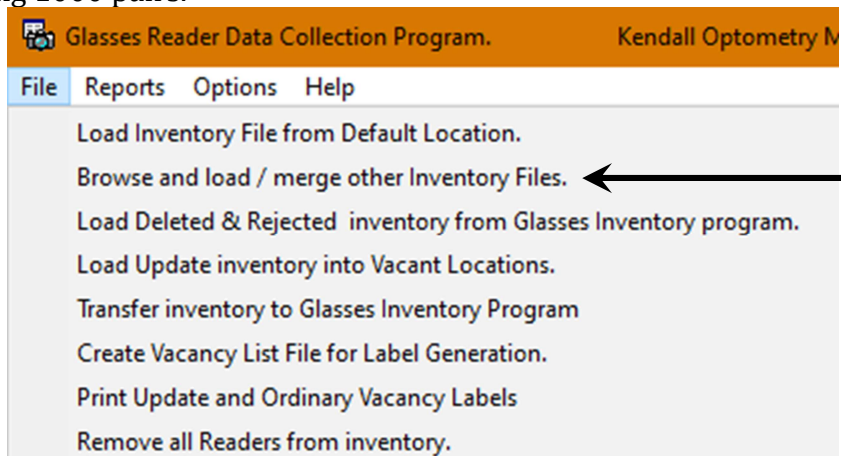 1000 pairs.
Glasses Reader Data Collection Program. Kendall Optometry
File Reports Options Help
Load Inventory File from Default Location.
Browse and load / merge other Inventory Files.
Load Deleted & Rejected inventory from Glasses Inventory program.
Load Update inventory into Vacant Locations.
Transfer inventory to Glasses Inventory Program
Create Vacancy List File for Label Generation.
Print Update and Ordinary Vacancy Labels
Remove all Readers from inventory.